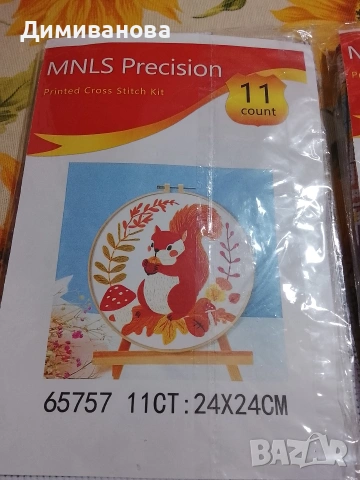 Димиванова
MNLS Precision
Printed Cross Stitch Kit
11
count
65757 11CT:24X24CM
BAZAR